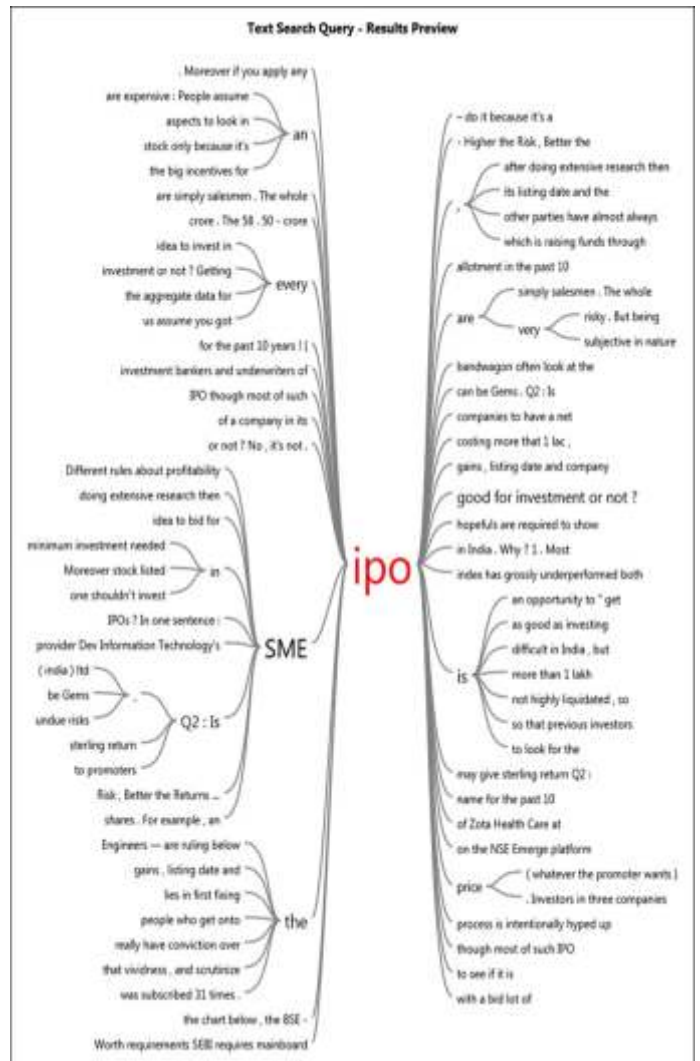 Text Search Query - Results Preview
. Moreover if you apply any
are expensive : People assume
aspects to look in
stock only because it's
the big incentives for
an
are simply salesmen . The whole
crore . The 58 . 50 - crore
idea to invest in
investment or not ? Getting
the aggregate data for
us assume you got
every
for the past 10 years ! (
investment bankers and underwriters of
IPO though most of such
of a company in its
or not ? No , it's not .
Different rules about profitability
doing extensive research then
idea to bid for
minimum investment needed
Moreover stock listed
one shouldn't invest
in
IPOs ? In one sentence :
provider Dev Information Technology's
( india ) ltd
be Gems
undue risks
.
sterling return
to promoters
Q2 : Is
Risk , Better the Returns ...
shares . For example , an
SME
Engineers — are ruling below
gains , listing date and
lies in first fixing
people who get onto
really have conviction over
that vividness , and scrutinize
was subscribed 31 times .
the
the chart below , the BSE -
Worth requirements SEBI requires mainboard
ipo
– do it because it's a
- Higher the Risk , Better the
,
after doing extensive research then
its listing date and the
other parties have almost always
which is raising funds through
allotment in the past 10
are
simply salesmen . The whole
very
risky . But being
subjective in nature
bandwagon often look at the
can be Gems . Q2 : Is
companies to have a net
costing more that 1 lac ,
gains , listing date and company
good for investment or not ?
hopefuls are required to show
in India . Why ? 1 . Most
index has grossly underperformed both
is
an opportunity to " get
as good as investing
difficult in India , but
more than 1 lakh
not highly liquidated , so
so that previous investors
to look for the
may give sterling return Q2 :
name for the past 10
of Zota Health Care at
on the NSE Emerge platform
price
( whatever the promoter wants )
. Investors in three companies
process is intentionally hyped up
though most of such IPO
to see if it is
with a bid lot of